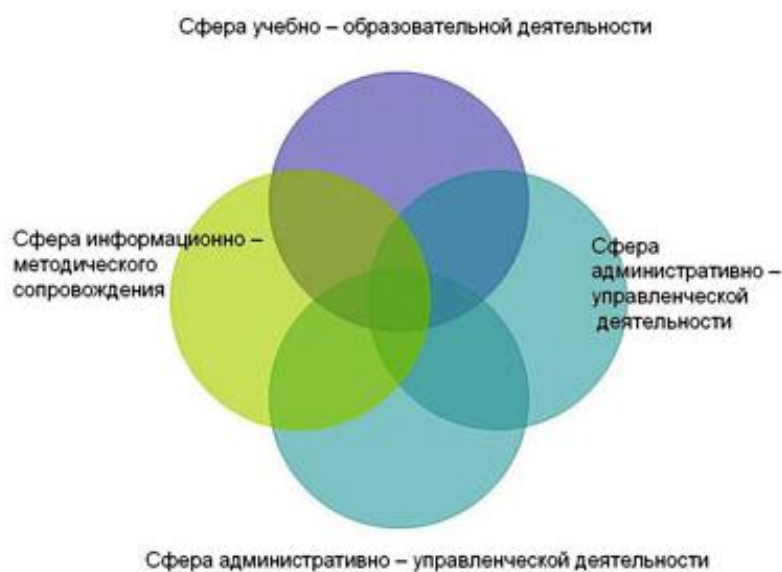 Сфера учебно – образовательной деятельности
Сфера информационно –
методического
сопровождения
Сфера
административно –
управленческой
деятельности
Сфера административно – управленческой деятельности